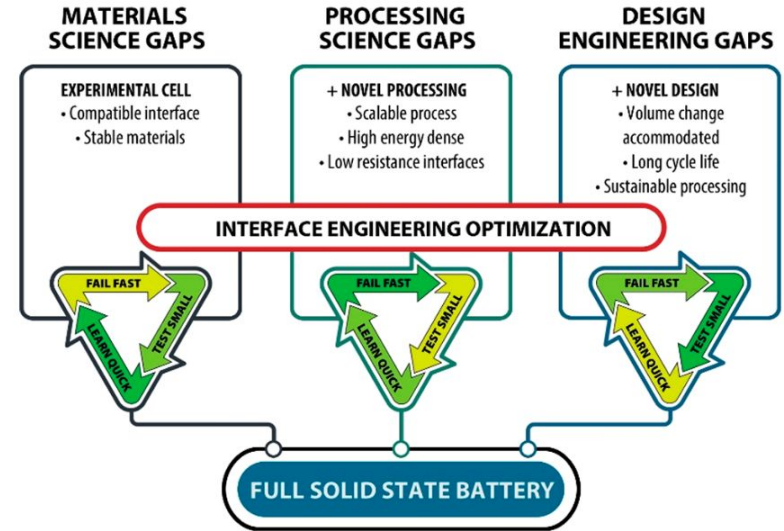 MATERIALS
SCIENCE GAPS
EXPERIMENTAL CELL
• Compatible interface
• Stable materials
PROCESSING
SCIENCE GAPS
+ NOVEL PROCESSING
• Scalable process
• High energy dense
• Low resistance interfaces
DESIGN
ENGINEERING GAPS
+ NOVEL DESIGN
• Volume change
accommodated
• Long cycle life
• Sustainable processing
INTERFACE ENGINEERING OPTIMIZATION
FAIL FAST
TEST SMALL
LEARN QUICK
FAIL FAST
TEST SMALL
LEARN QUICK
FAIL FAST
TEST SMALL
LEARN QUICK
FULL SOLID STATE BATTERY